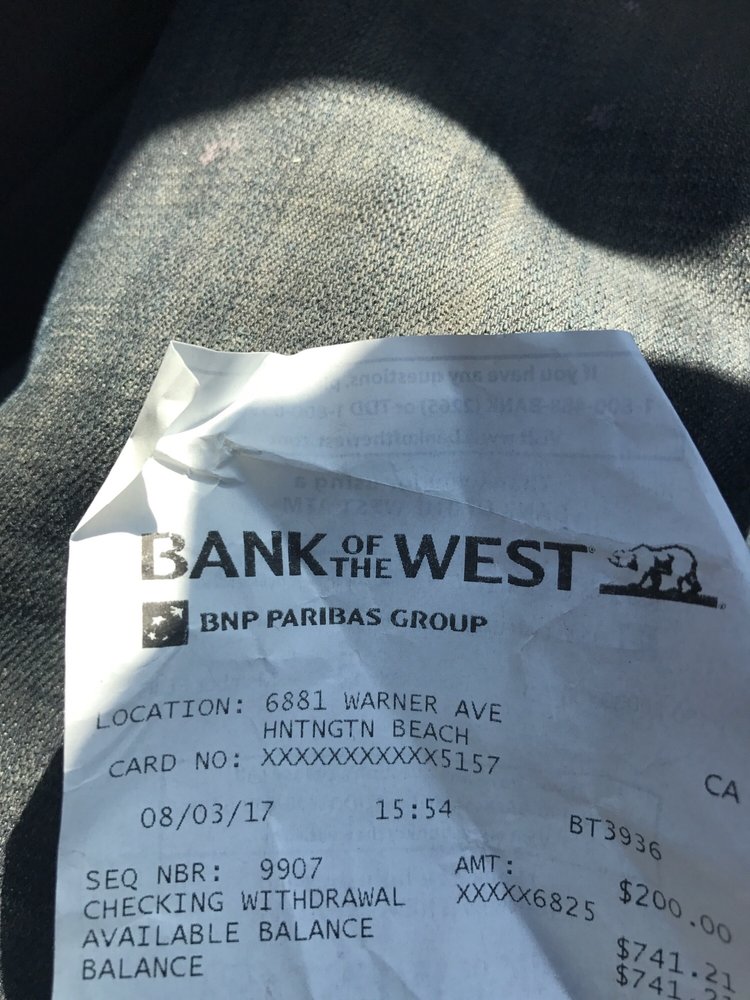 BANK OF THE WEST
BNP PARIBAS GROUP
LOCATION: 6881 WARNER AVE
HNTNGTN BEACH CA
CARD NO: XXXXXXXXXXXX5157
08/03/17 15:54 BT3936
SEQ NBR: 9907 AMT: $200.00
CHECKING WITHDRAWAL XXXXX6825
AVAILABLE BALANCE $741.21
BALANCE